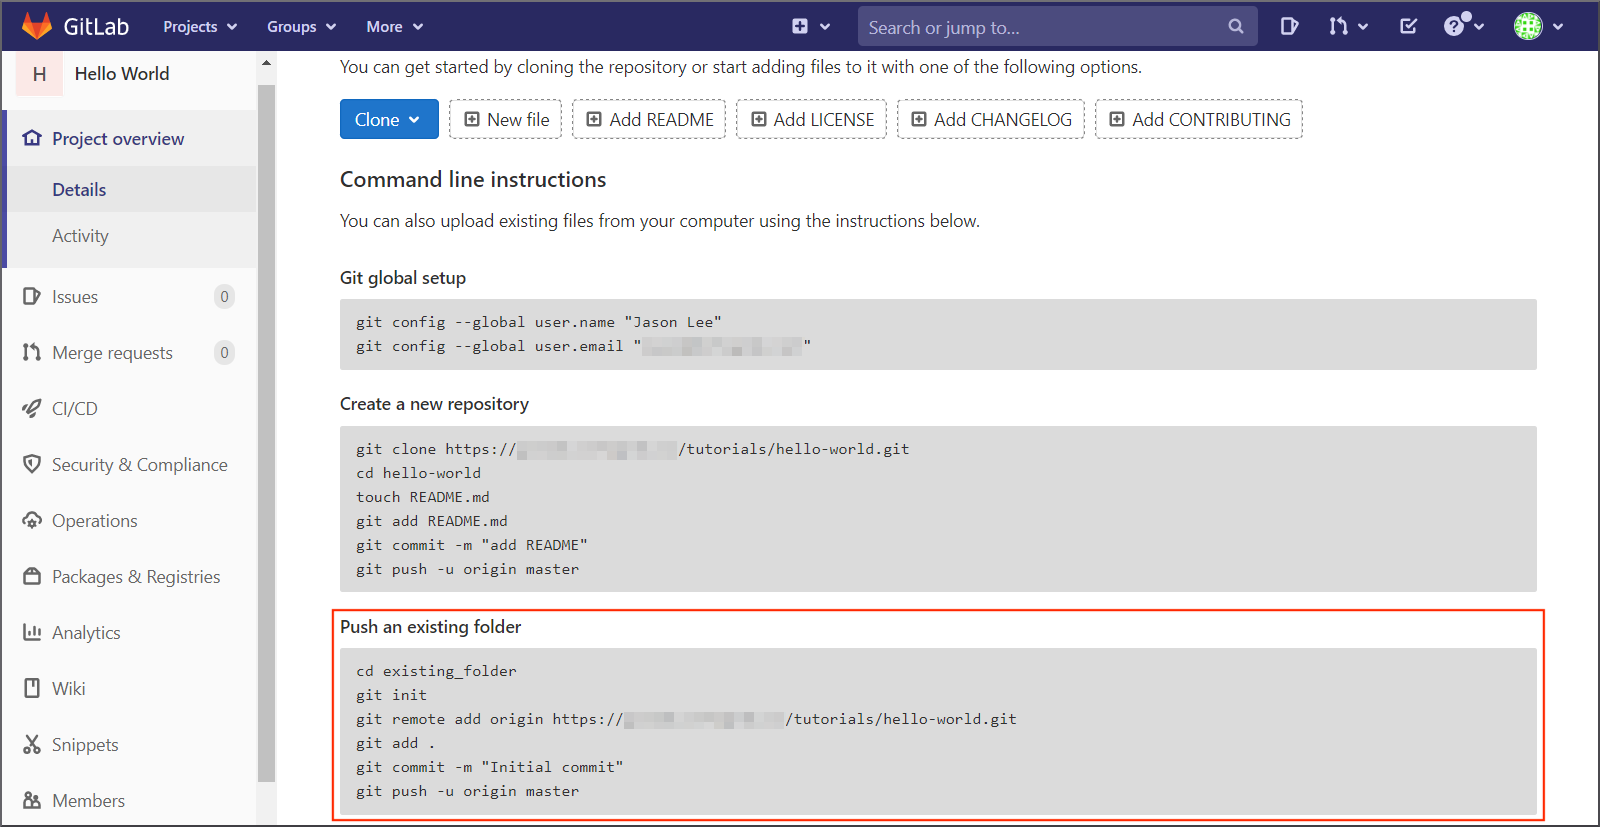 GitLab Projects Groups More Search or jump to...
H Hello World
Project overview
Details
Activity
Issues 0
Merge requests 0
CI/CD
Security & Compliance
Operations
Packages & Registries
Analytics
Wiki
Snippets
Members
You can get started by cloning the repository or start adding files to it with one of the following options.
Clone New file Add README Add LICENSE Add CHANGELOG Add CONTRIBUTING
Command line instructions
You can also upload existing files from your computer using the instructions below.
Git global setup
git config --global user.name "Jason Lee"
git config --global user.email " "
Create a new repository
git clone https:// /tutorials/hello-world.git
cd hello-world
touch README.md
git add README.md
git commit -m "add README"
git push -u origin master
Push an existing folder
cd existing_folder
git init
git remote add origin https:// /tutorials/hello-world.git
git add .
git commit -m "Initial commit"
git push -u origin master